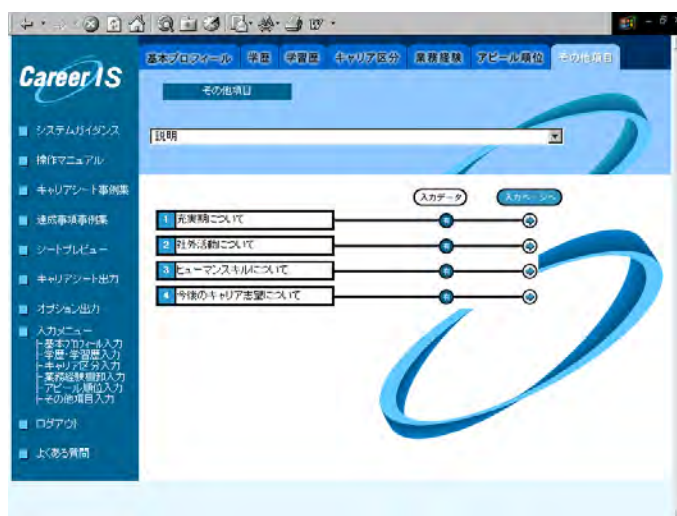 基本プロフィール 学歴 学習歴 キャリア区分 業務経験 アピール順位 その他項目
Career IS
その他項目
説明
システムガイダンス
操作マニュアル
キャリアシート事例集
達成事項事例集
シートプレビュー
キャリアシート出力
オプション出力
入力メニュー
├基本プロフィール入力
├学歴・学習歴入力
├キャリア区分入力
├業務経験棚卸入力
├アピール順位入力
├その他項目入力
ログアウト
よくある質問
入力データ 入力ページへ
1 充実期について 有
2 社外活動について 有
3 ヒューマンスキルについて 有
4 今後のキャリア志望について 有